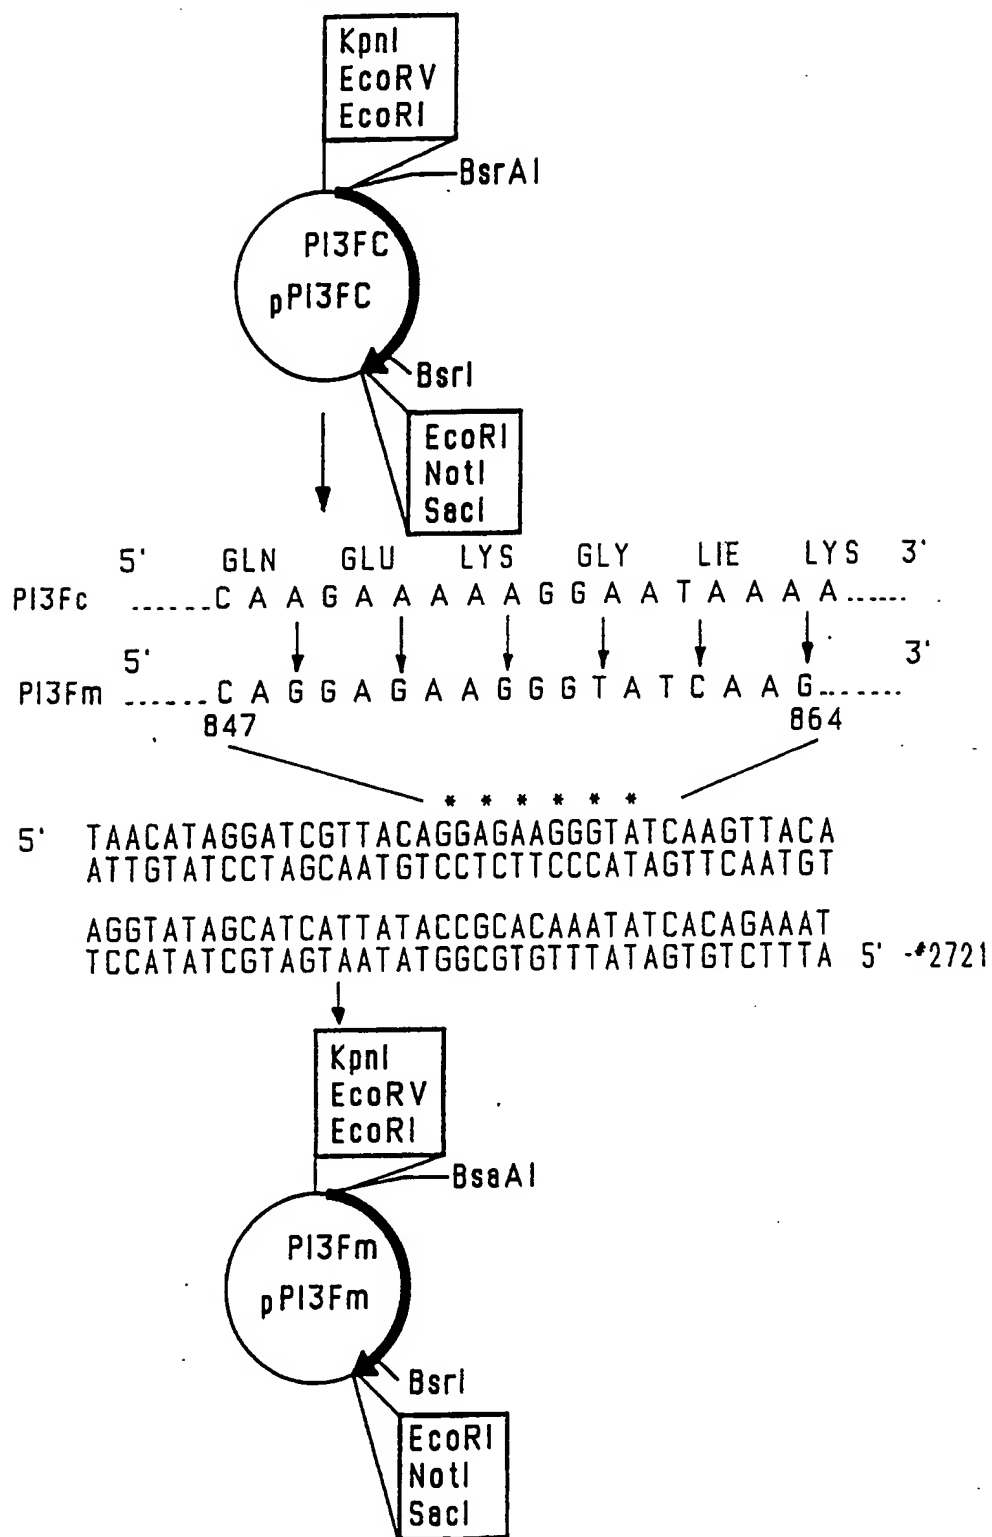 KpnI
EcoRV
EcoRI
BsrAI
PI3FC
pPI3FC
BsrI
EcoRI
NotI
SacI
5' GLN GLU LYS GLY LIE LYS 3'
PI3Fc ......C A A G A A A A A G G A A T A A A A......
5' 3'
PI3Fm ......C A G G A G A A G G G T A T C A A G.......
847 864
* * * * * *
5' TAACATAGGATCGTTACAGGAGAAGGGTATCAAGTTACA
ATTGTATCCTAGCAATGTCCTCTTCCCATAGTTCAATGT
AGGTATAGCATCATTATACCGCACAAATATCACAGAAAT
TCCATATCGTAGTAATATGGCGTGTTTATAGTGTCTTTA 5' -#2721
KpnI
EcoRV
EcoRI
BsaAI
PI3Fm
pPI3Fm
BsrI
EcoRI
NotI
SacI